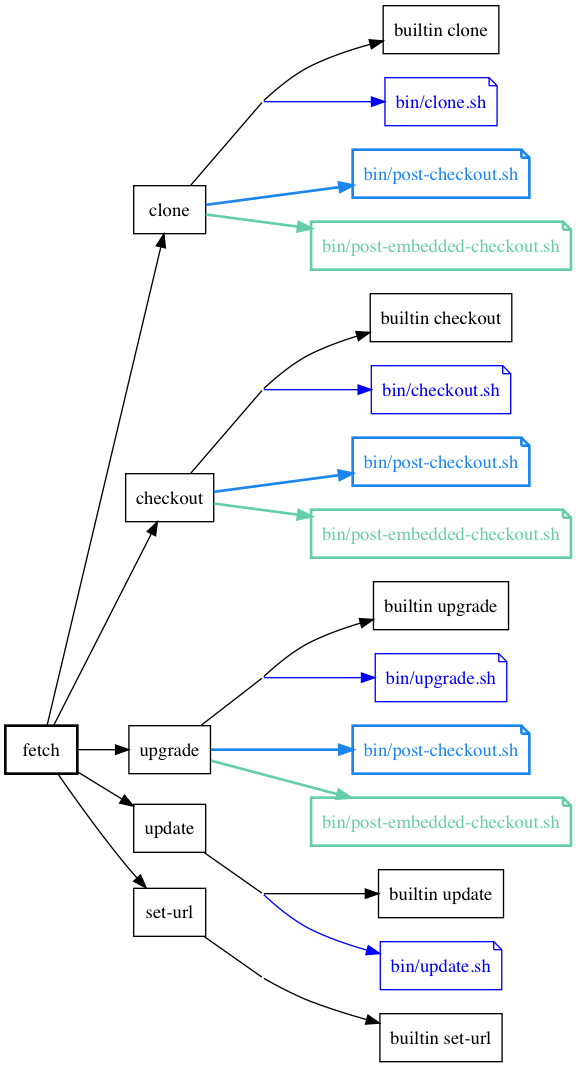 builtin clone
bin/clone.sh
bin/post-checkout.sh
clone
bin/post-embedded-checkout.sh
builtin checkout
bin/checkout.sh
bin/post-checkout.sh
checkout
bin/post-embedded-checkout.sh
builtin upgrade
bin/upgrade.sh
fetch
upgrade
bin/post-checkout.sh
bin/post-embedded-checkout.sh
update
builtin update
set-url
bin/update.sh
builtin set-url